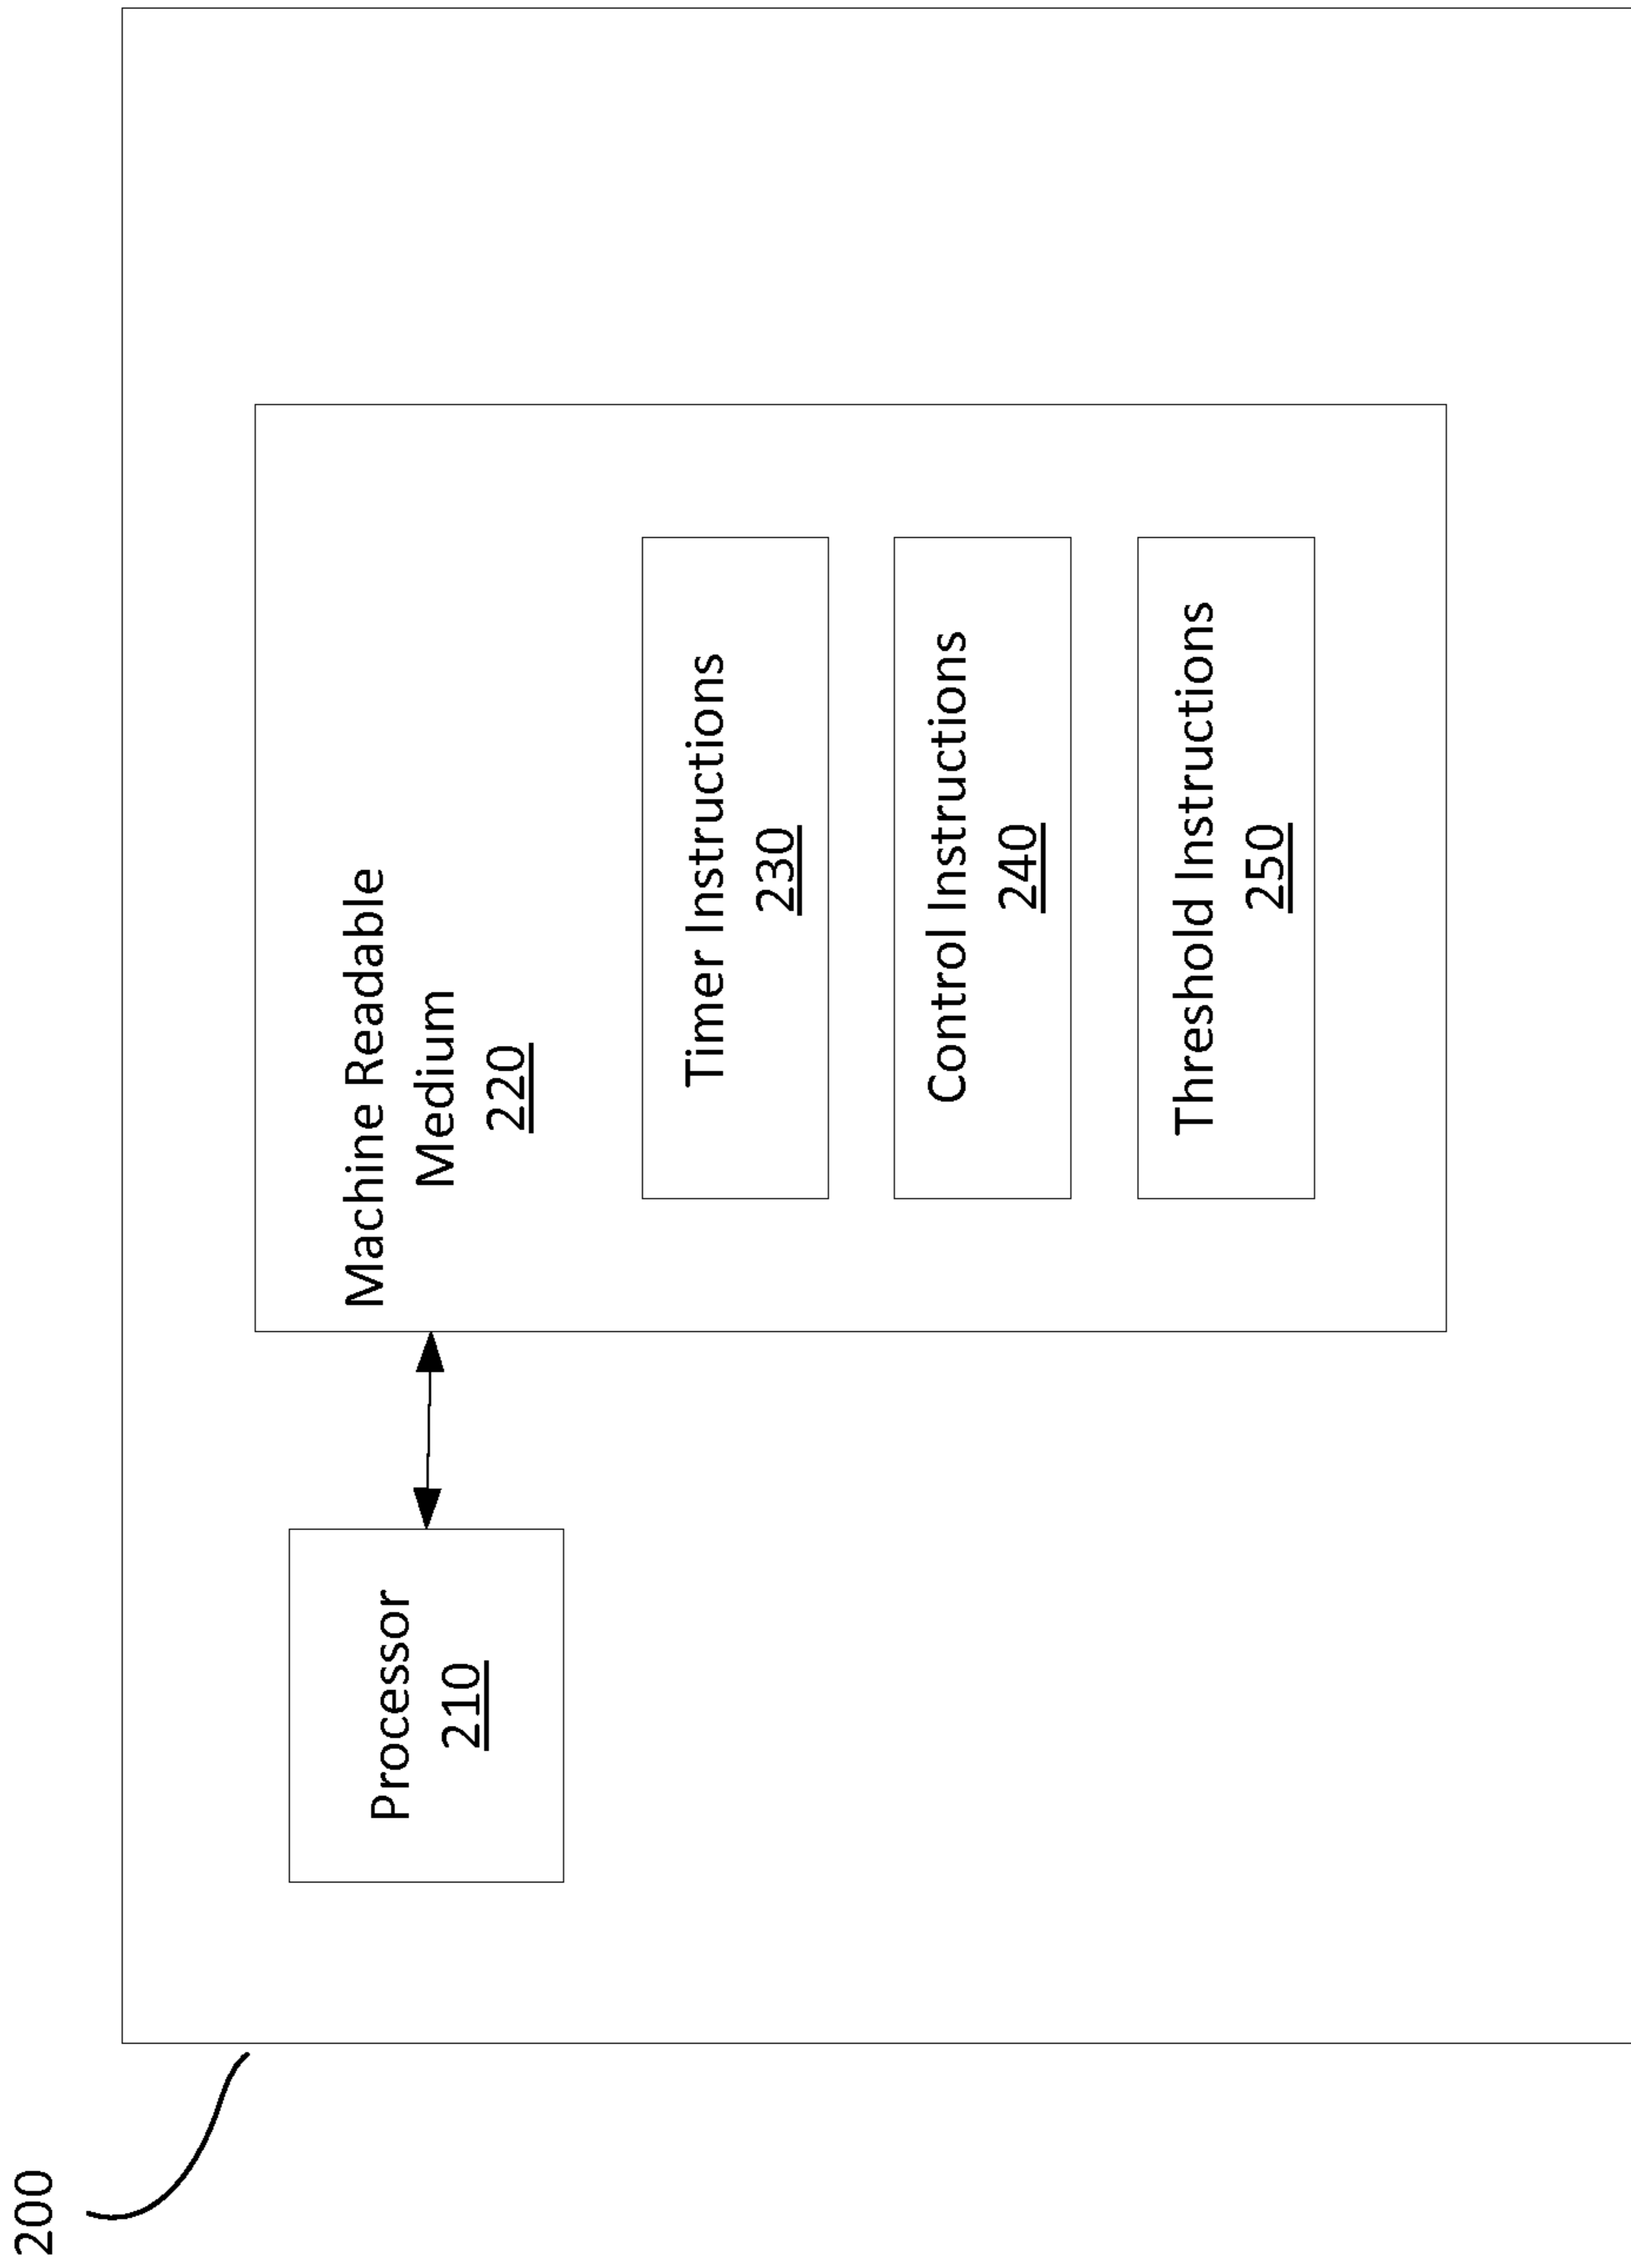 200
Processor
210
Machine Readable
Medium
220
Timer Instructions
230
Control Instructions
240
Threshold Instructions
250